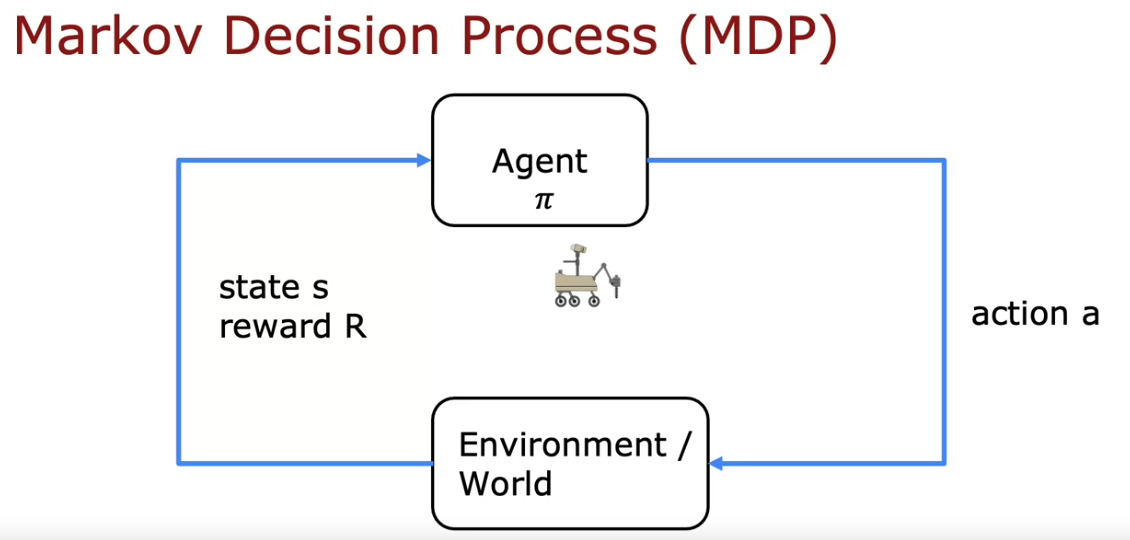 Markov Decision Process (MDP)
Agent
π
state s
reward R
action a
Environment /
World